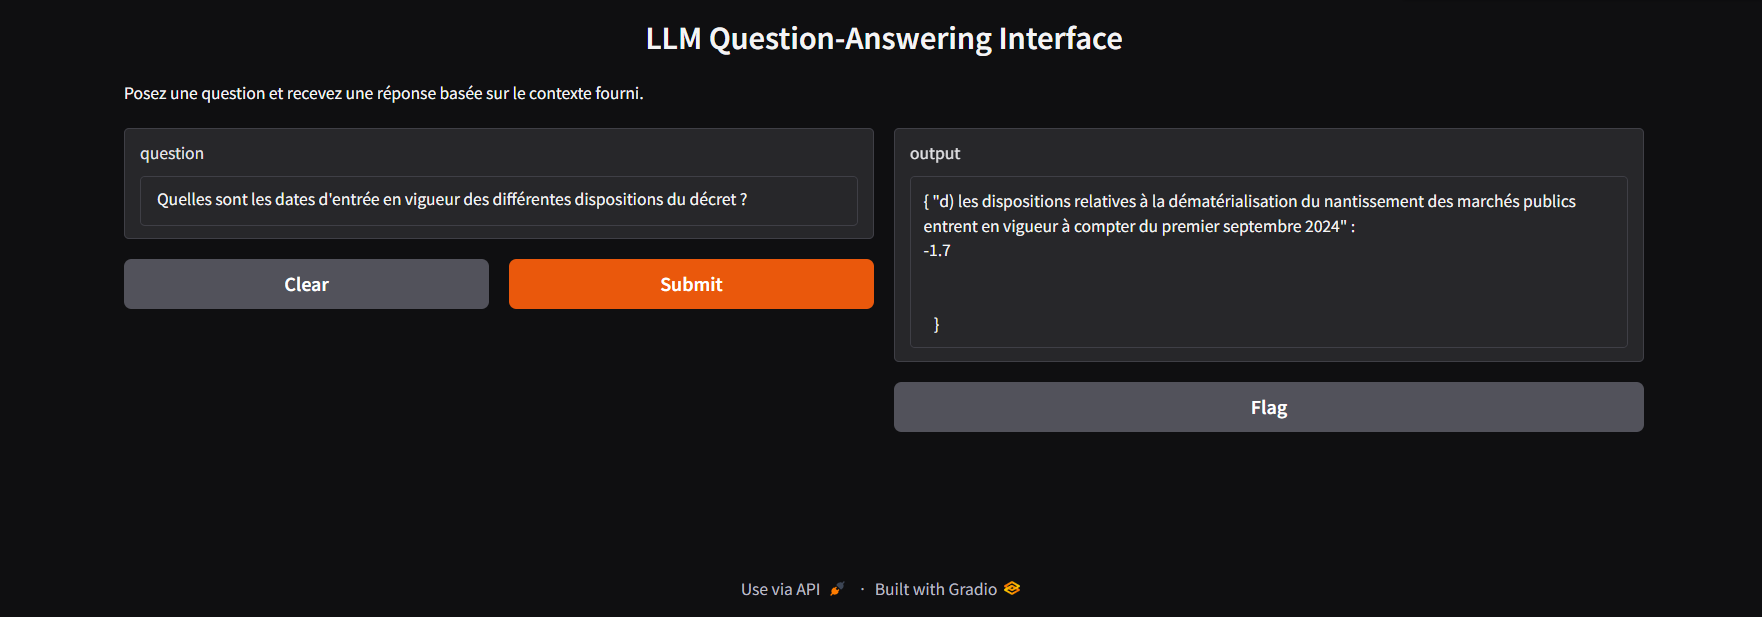 LLM Question-Answering Interface
Posez une question et recevez une réponse basée sur le contexte fourni.
question
Quelles sont les dates d'entrée en vigueur des différentes dispositions du décret ?
Clear
Submit
output
{ "d) les dispositions relatives à la dématérialisation du nantissement des marchés publics
entrent en vigueur à compter du premier septembre 2024" :
-1.7
}
Flag
Use via API · Built with Gradio